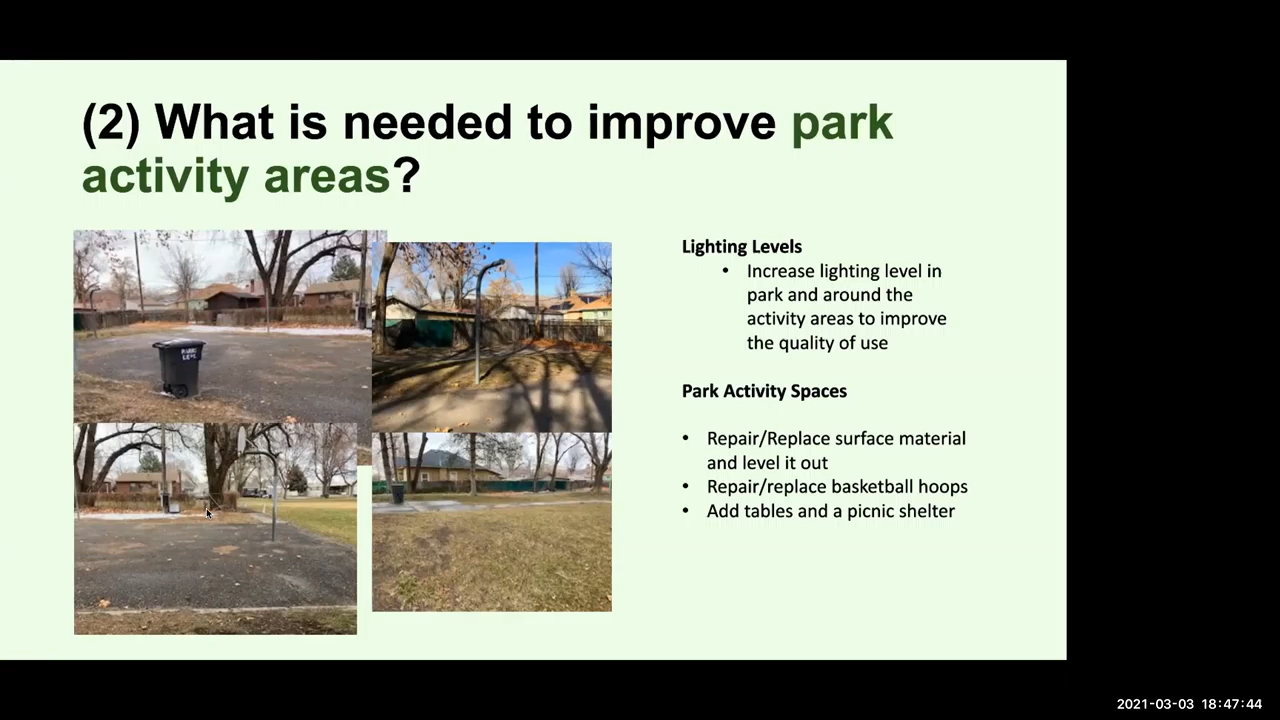 (2) What is needed to improve park
activity areas?
Lighting Levels
• Increase lighting level in
park and around the
activity areas to improve
the quality of use
Park Activity Spaces
• Repair/Replace surface material
and level it out
• Repair/replace basketball hoops
• Add tables and a picnic shelter
2021-03-03 18:47:44